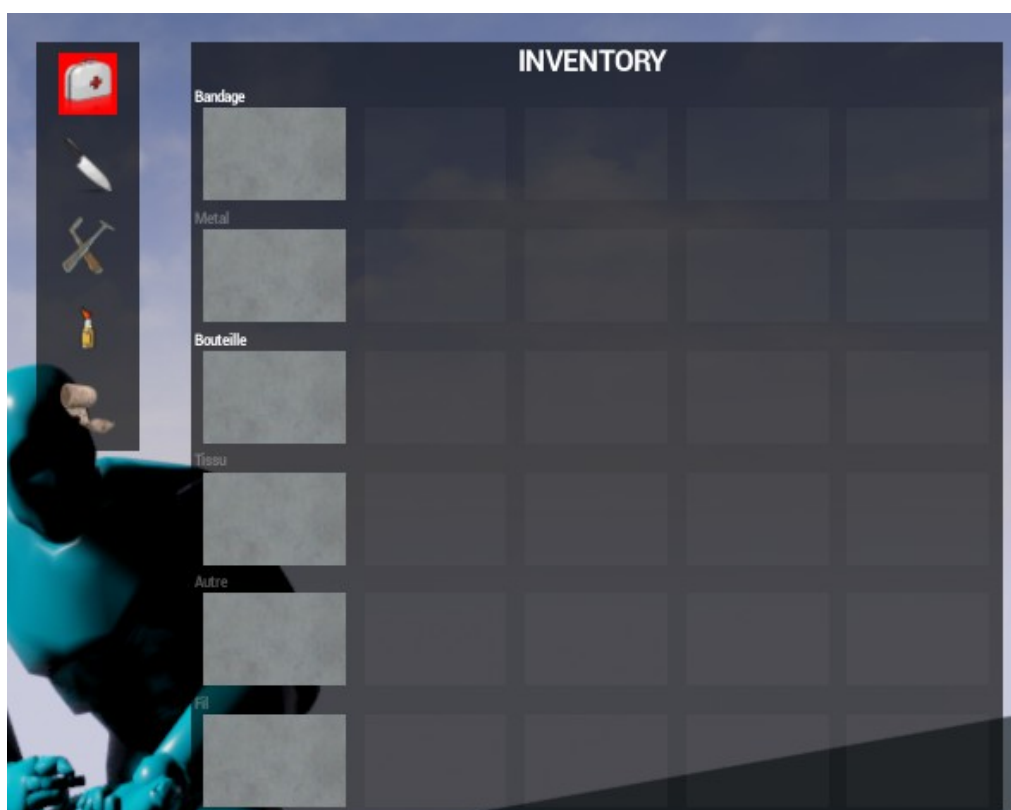 INVENTORY
Bandage
Metal
Bouteille
Tissu
Autre
Fil